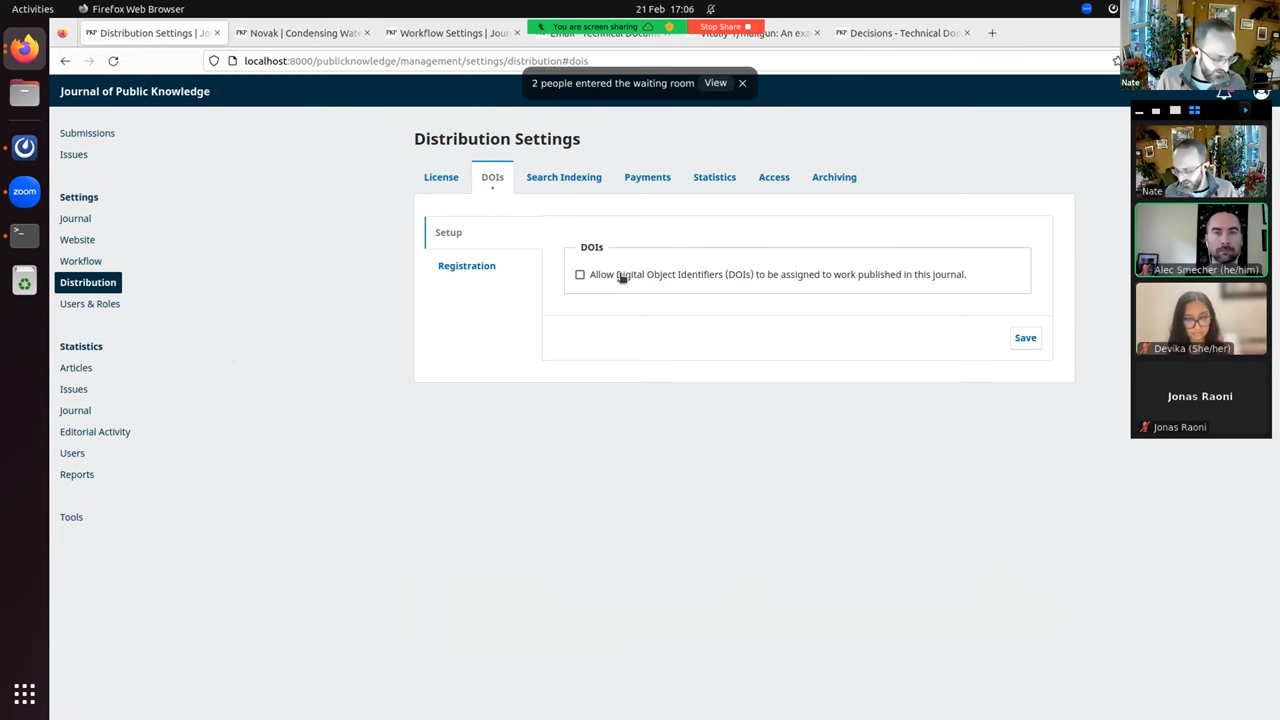 Activities
Firefox Web Browser
21 Feb 17:06
You are screen sharing
Stop Share
Distribution Settings | Jo
Novak | Condensing Wate
Workflow Settings | Jour
Decisions - Technical Doc
localhost:8000/publicknowledge/management/settings/distribution#dois
2 people entered the waiting room
View
Nate
Journal of Public Knowledge
Submissions
Issues
Settings
Journal
Website
Workflow
Distribution
Users & Roles
Statistics
Articles
Issues
Journal
Editorial Activity
Users
Reports
Tools
Distribution Settings
License
DOIs
Search Indexing
Payments
Statistics
Access
Archiving
Setup
Registration
DOIs
Allow Digital Object Identifiers (DOIs) to be assigned to work published in this journal.
Save
Nate
Alec Smecher (he/him)
Devika (She/her)
Jonas Raoni
Jonas Raoni
zoom